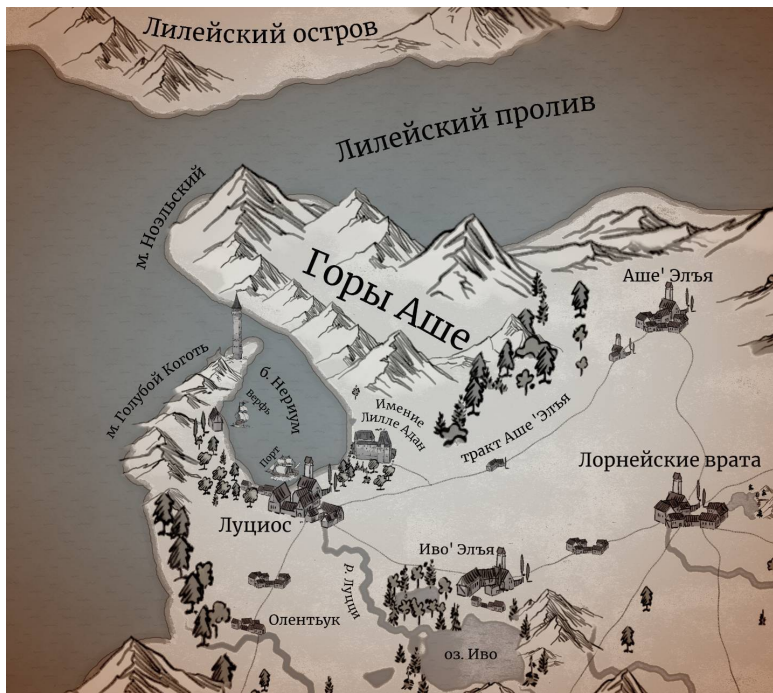 Лилейский остров
Лилейский пролив
м. Ноэльский
Горы Аше
Аше' Элъя
м. Голубой Коготь
б. Нериум
Верфь
Имение
Лилле Адан
тракт Аше 'Элъя
Порт
Лорнейские врата
Луциос
Иво' Элъя
р. Луцци
Олентьук
оз. Иво